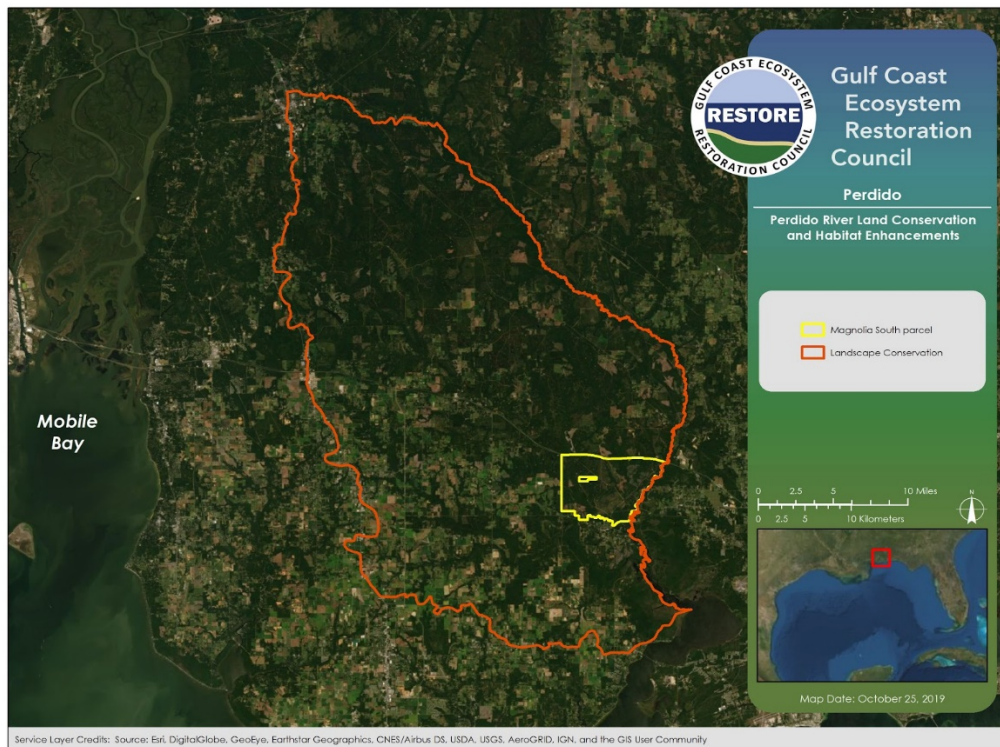 GULF COAST ECOSYSTEM
RESTORE
RESTORATION COUNCIL
Gulf Coast
Ecosystem
Restoration
Council
Perdido
Perdido River Land Conservation
and Habitat Enhancements
Magnolia South parcel
Landscape Conservation
Mobile
Bay
0 2.5 5 10 Miles
0 2.5 5 10 Kilometers
N
Map Date: October 25, 2019
Service Layer Credits: Source: Esri, DigitalGlobe, GeoEye, Earthstar Geographics, CNES/Airbus DS, USDA, USGS, AeroGRID, IGN, and the GIS User Community